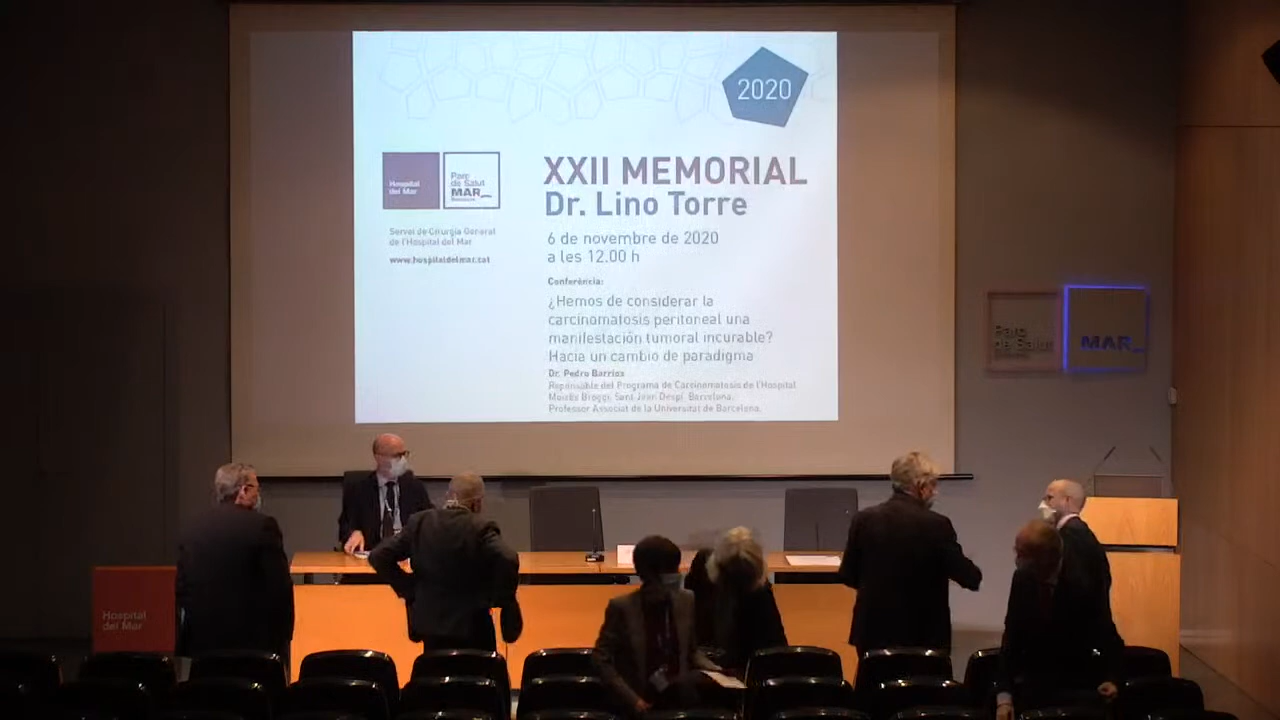 2020
Hospital
del Mar
Parc
de Salut
MAR
Barcelona
XXII MEMORIAL
Dr. Lino Torre
Servei de Cirurgia General
de l'Hospital del Mar
www.hospitaldelmar.cat
6 de novembre de 2020
a les 12.00 h
Conferència:
¿Hemos de considerar la
carcinomatosis peritoneal una
manifestación tumoral incurable?
Hacia un cambio de paradigma
Dr. Pedro Barrios
Reponsable del Programa de Carcinomatosis de l'Hospital
Moisès Broggi, Sant Joan Despí, Barcelona.
Professor Associat de la Universitat de Barcelona.
Parc
de Salut
MAR
Hospital
del Mar